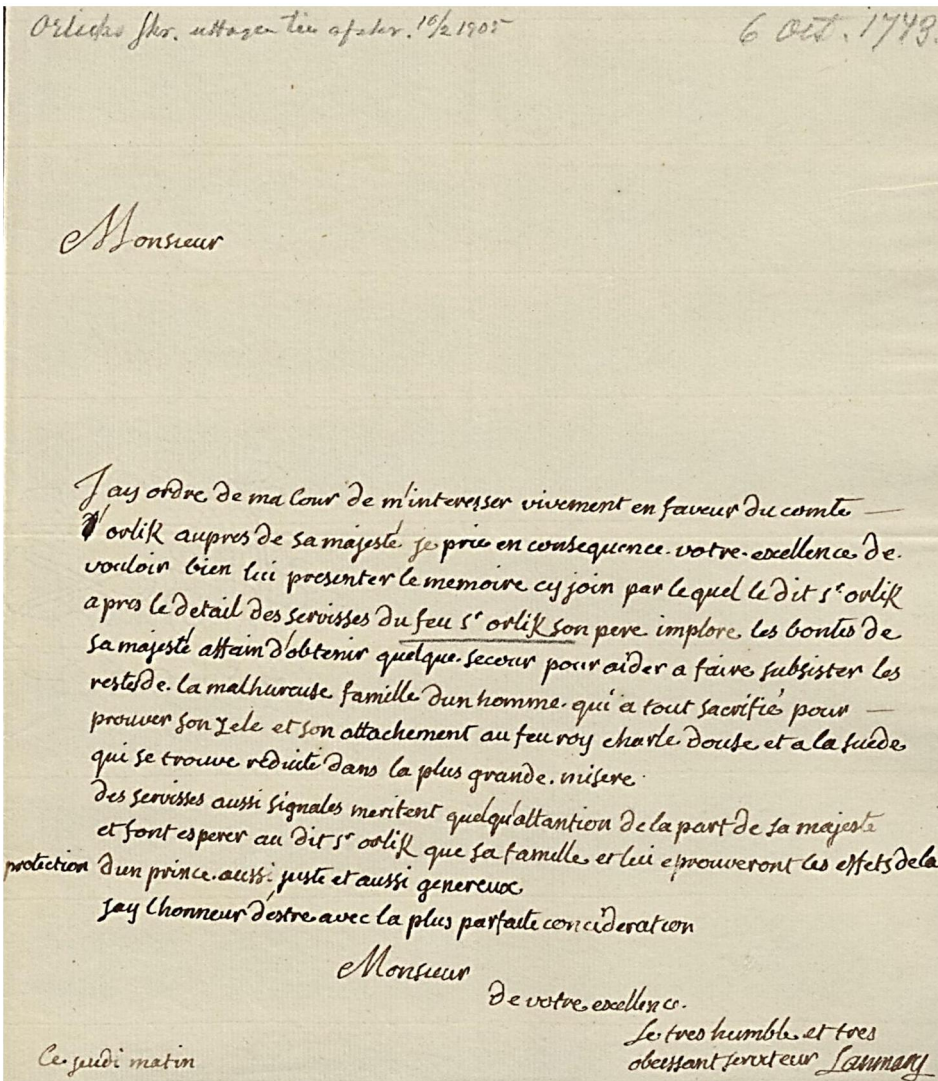 Orlicks skr. uttagen till afskr. 10/2 1905
6 Oct. 1743.
Monsieur
J'ay ordre de ma Cour de m'interesser vivement en faveur du comte —
d'orlik aupres de sa majesté je prie en consequence votre excellence de
vouloir bien lui presenter le memoire cy join par lequel le dit Sr orlik
apres le detail des servisses du feu Sr orlik son pere implore les bontés de
sa majesté affain d'obtenir quelque secour pour aider a faire subsister les
restes de la malhureuse famille d'un homme qui a tout sacrifié pour —
prouver son zele et son attachement au feu roy charle douse et a la suede
qui se trouve réduite dans la plus grande misere
des servisses aussi signales meritent quelqu'attantion de la part de sa majesté
et font esperer au dit Sr orlik que sa famille et lui eprouveront les effets de la
protection d'un prince aussi juste et aussi genereux
Jay l'honneur d'estre avec la plus parfaite concideration
Monsieur
de votre excellence
Le tres humble et tres
obeissant serviteur Lanmary
Ce jeudi matin